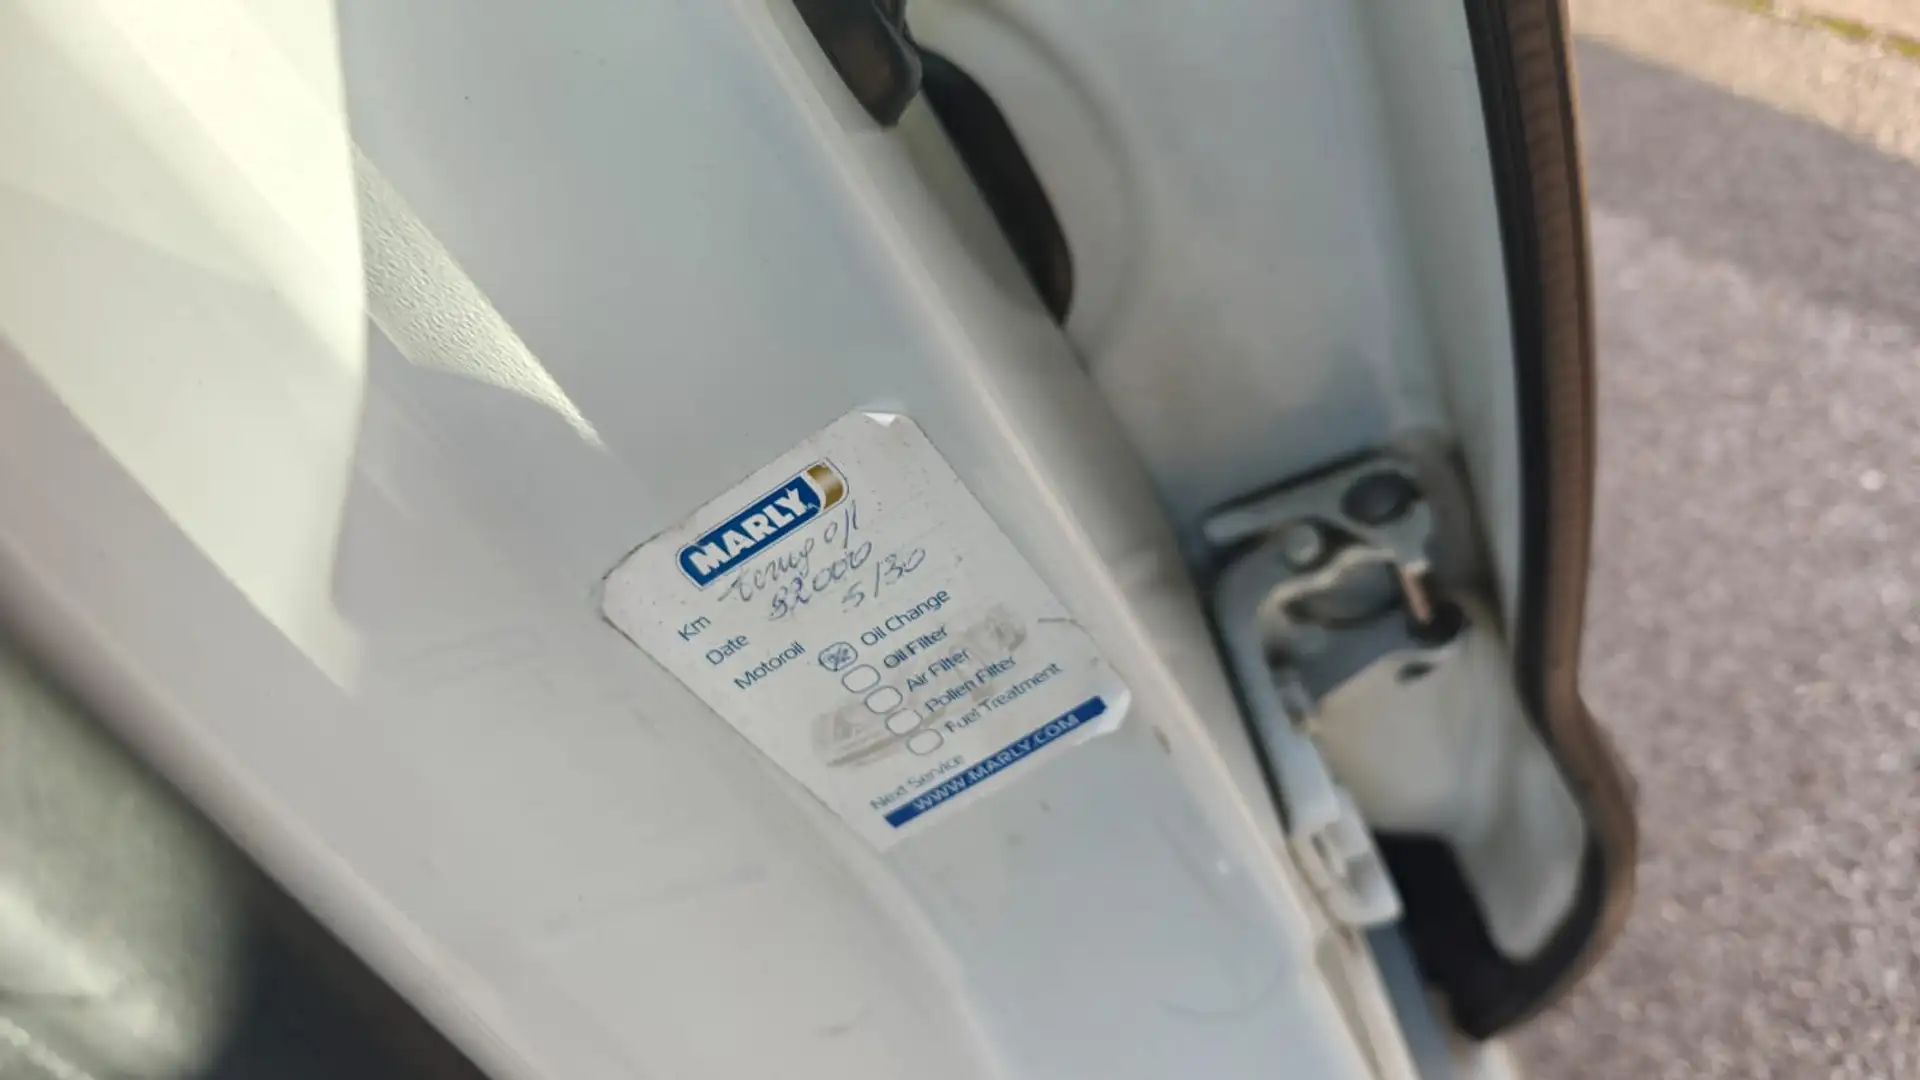 MARLY
oil
Km 82000
Date 5/30
Motoroil
Oil Change
Oil Filter
Air Filter
Pollen Filter
Fuel Treatment
Next Service
WWW.MARLY.COM